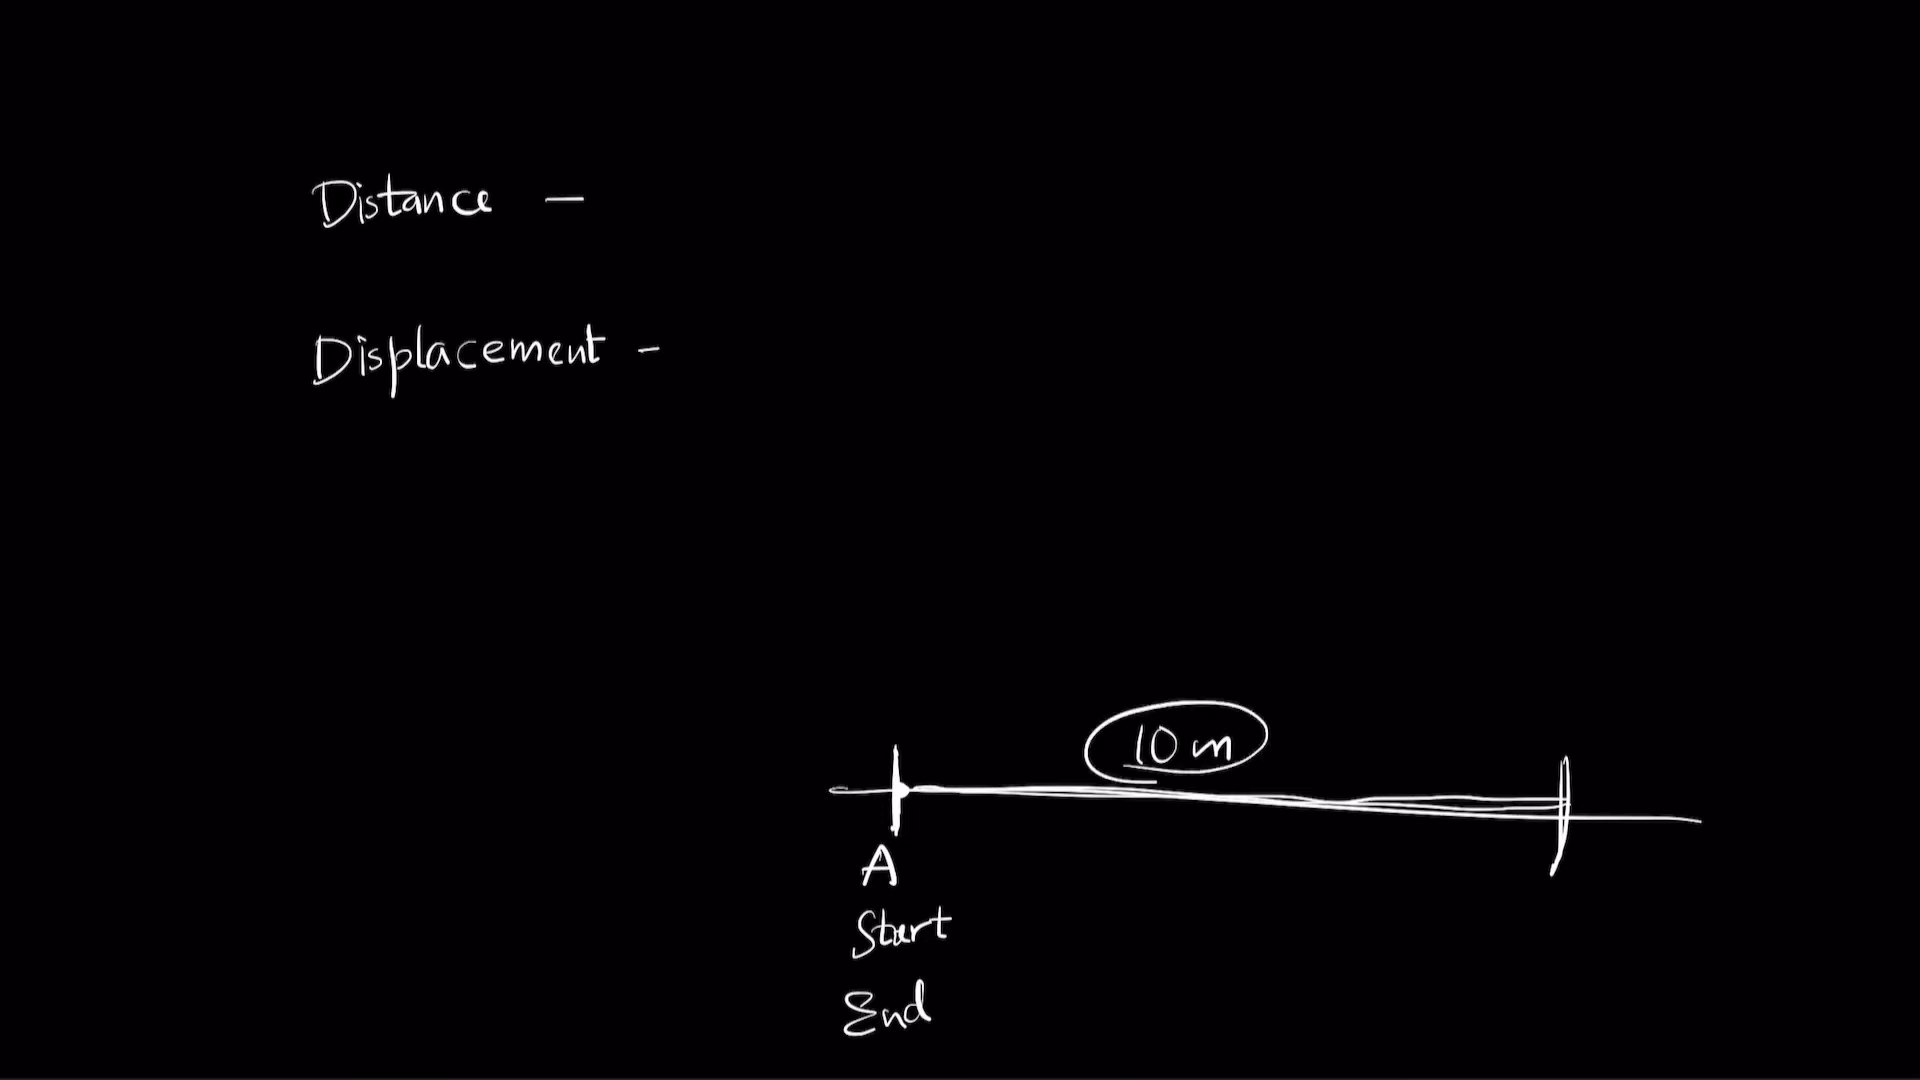 Distance —
Displacement -
10 m
A
Start
End